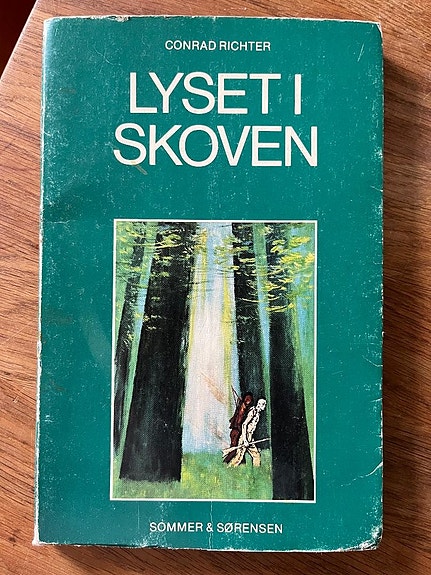 CONRAD RICHTER
LYSET I
SKOVEN
SOMMER & SØRENSEN